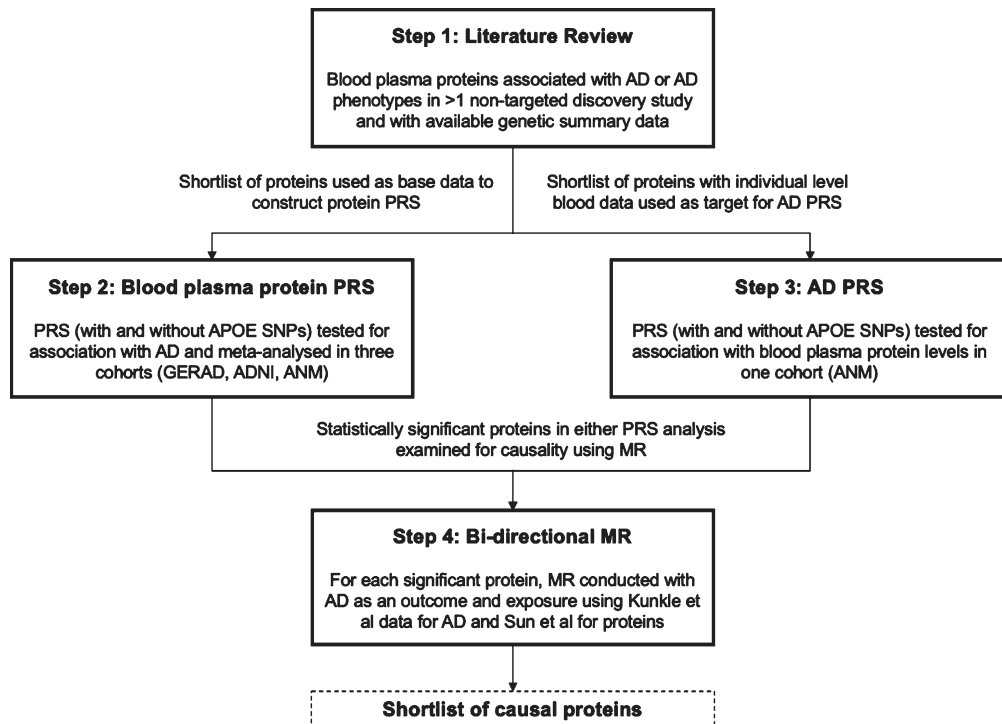 Step 1: Literature Review
Blood plasma proteins associated with AD or AD
phenotypes in >1 non-targeted discovery study
and with available genetic summary data
Shortlist of proteins used as base data to
construct protein PRS
Shortlist of proteins with individual level
blood data used as target for AD PRS
Step 2: Blood plasma protein PRS
PRS (with and without APOE SNPs) tested for
association with AD and meta-analysed in three
cohorts (GERAD, ADNI, ANM)
Step 3: AD PRS
PRS (with and without APOE SNPs) tested for
association with blood plasma protein levels in
one cohort (ANM)
Statistically significant proteins in either PRS analysis
examined for causality using MR
Step 4: Bi-directional MR
For each significant protein, MR conducted with
AD as an outcome and exposure using Kunkle et
al data for AD and Sun et al for proteins
Shortlist of causal proteins